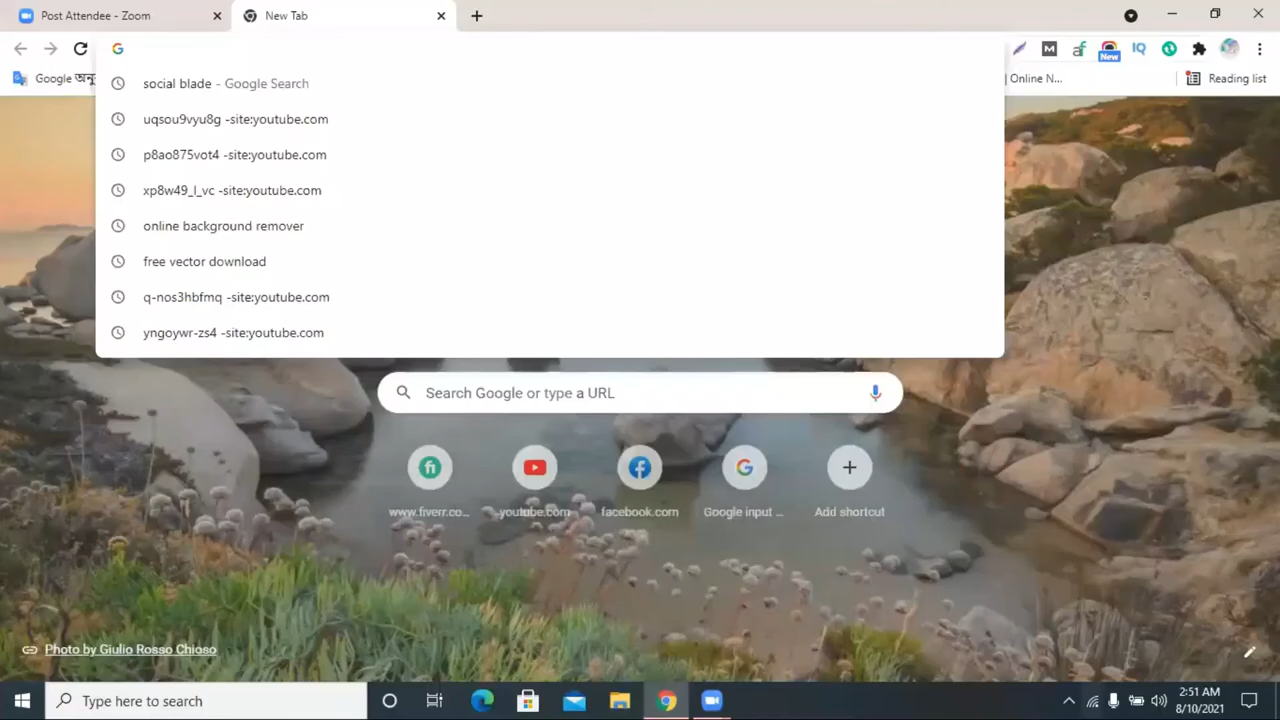 Post Attendee - Zoom
New Tab
New
Google अनु
Online N...
Reading list
social blade - Google Search
uqsou9vyu8g -site:youtube.com
p8ao875vot4 -site:youtube.com
xp8w49_l_vc -site:youtube.com
online background remover
free vector download
q-nos3hbfmq -site:youtube.com
yngoywr-zs4 -site:youtube.com
Search Google or type a URL
www.fiverr.co...
youtube.com
facebook.com
Google input ...
Add shortcut
Photo by Giulio Rosso Chioso
Type here to search
2:51 AM
8/10/2021